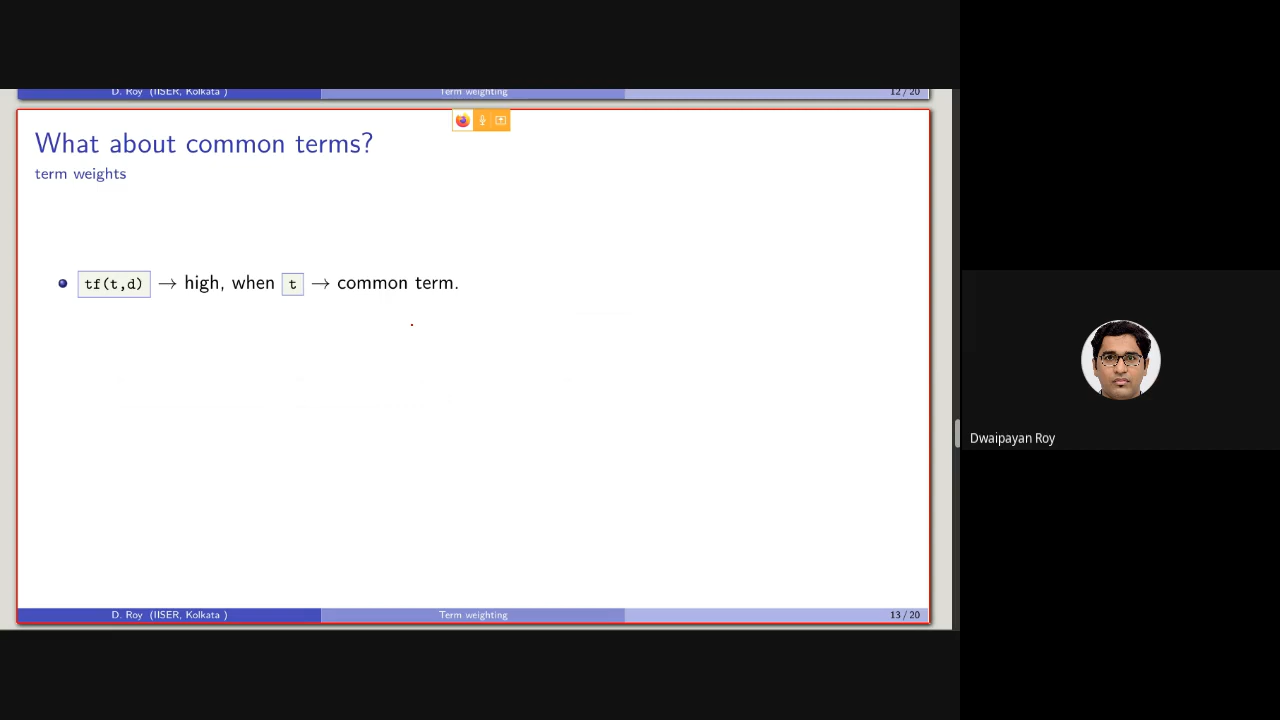 D. Roy (IISER, Kolkata ) Term weighting 12 / 20
What about common terms?
term weights
tf(t,d) → high, when t → common term.
Dwaipayan Roy
D. Roy (IISER, Kolkata ) Term weighting 13 / 20